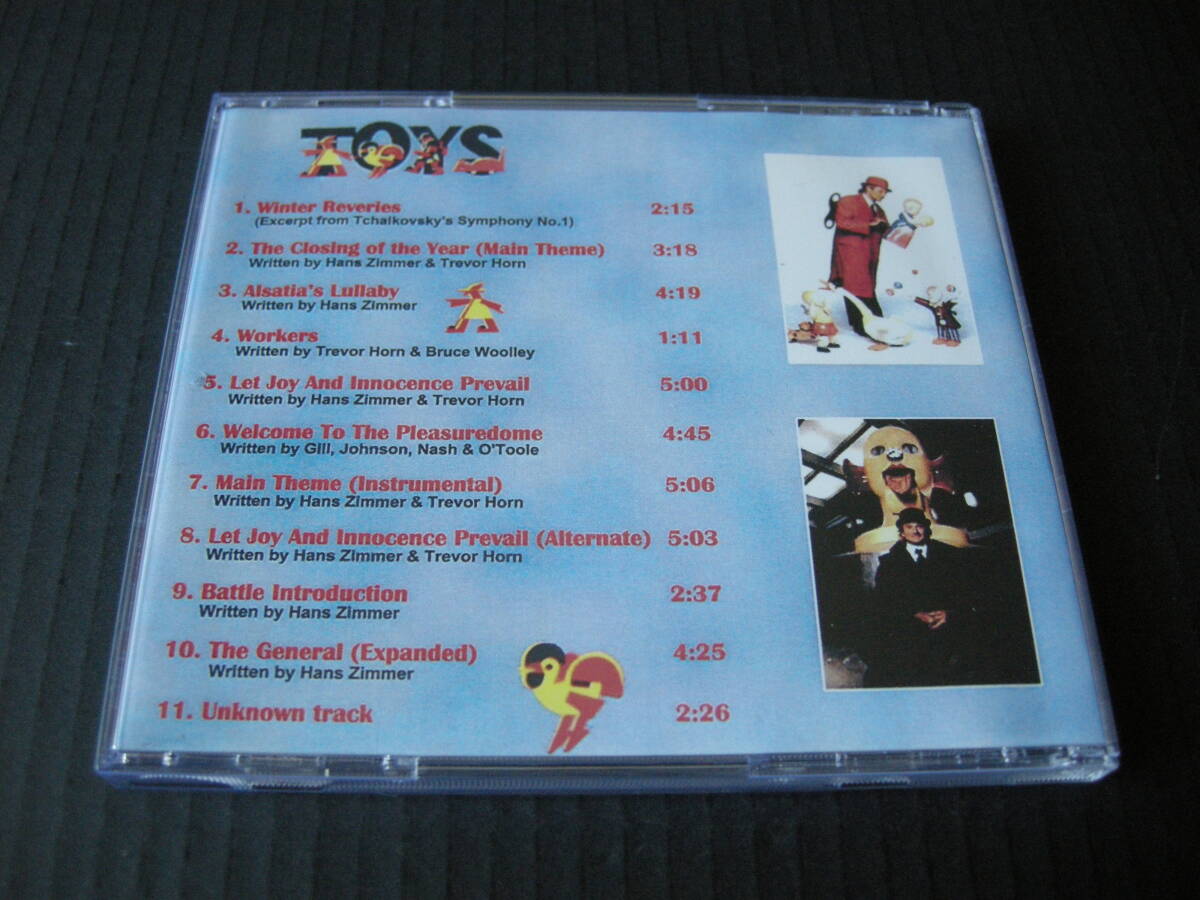 TOYS
1. Winter Reveries 2:15
(Excerpt from Tchaikovsky's Symphony No.1)
2. The Closing of the Year (Main Theme) 3:18
Written by Hans Zimmer & Trevor Horn
3. Alsatia's Lullaby 4:19
Written by Hans Zimmer
4. Workers 1:11
Written by Trevor Horn & Bruce Woolley
5. Let Joy And Innocence Prevail 5:00
Written by Hans Zimmer & Trevor Horn
6. Welcome To The Pleasuredome 4:45
Written by Gill, Johnson, Nash & O'Toole
7. Main Theme (Instrumental) 5:06
Written by Hans Zimmer & Trevor Horn
8. Let Joy And Innocence Prevail (Alternate) 5:03
Written by Hans Zimmer & Trevor Horn
9. Battle Introduction 2:37
Written by Hans Zimmer
10. The General (Expanded) 4:25
Written by Hans Zimmer
11. Unknown track 2:26